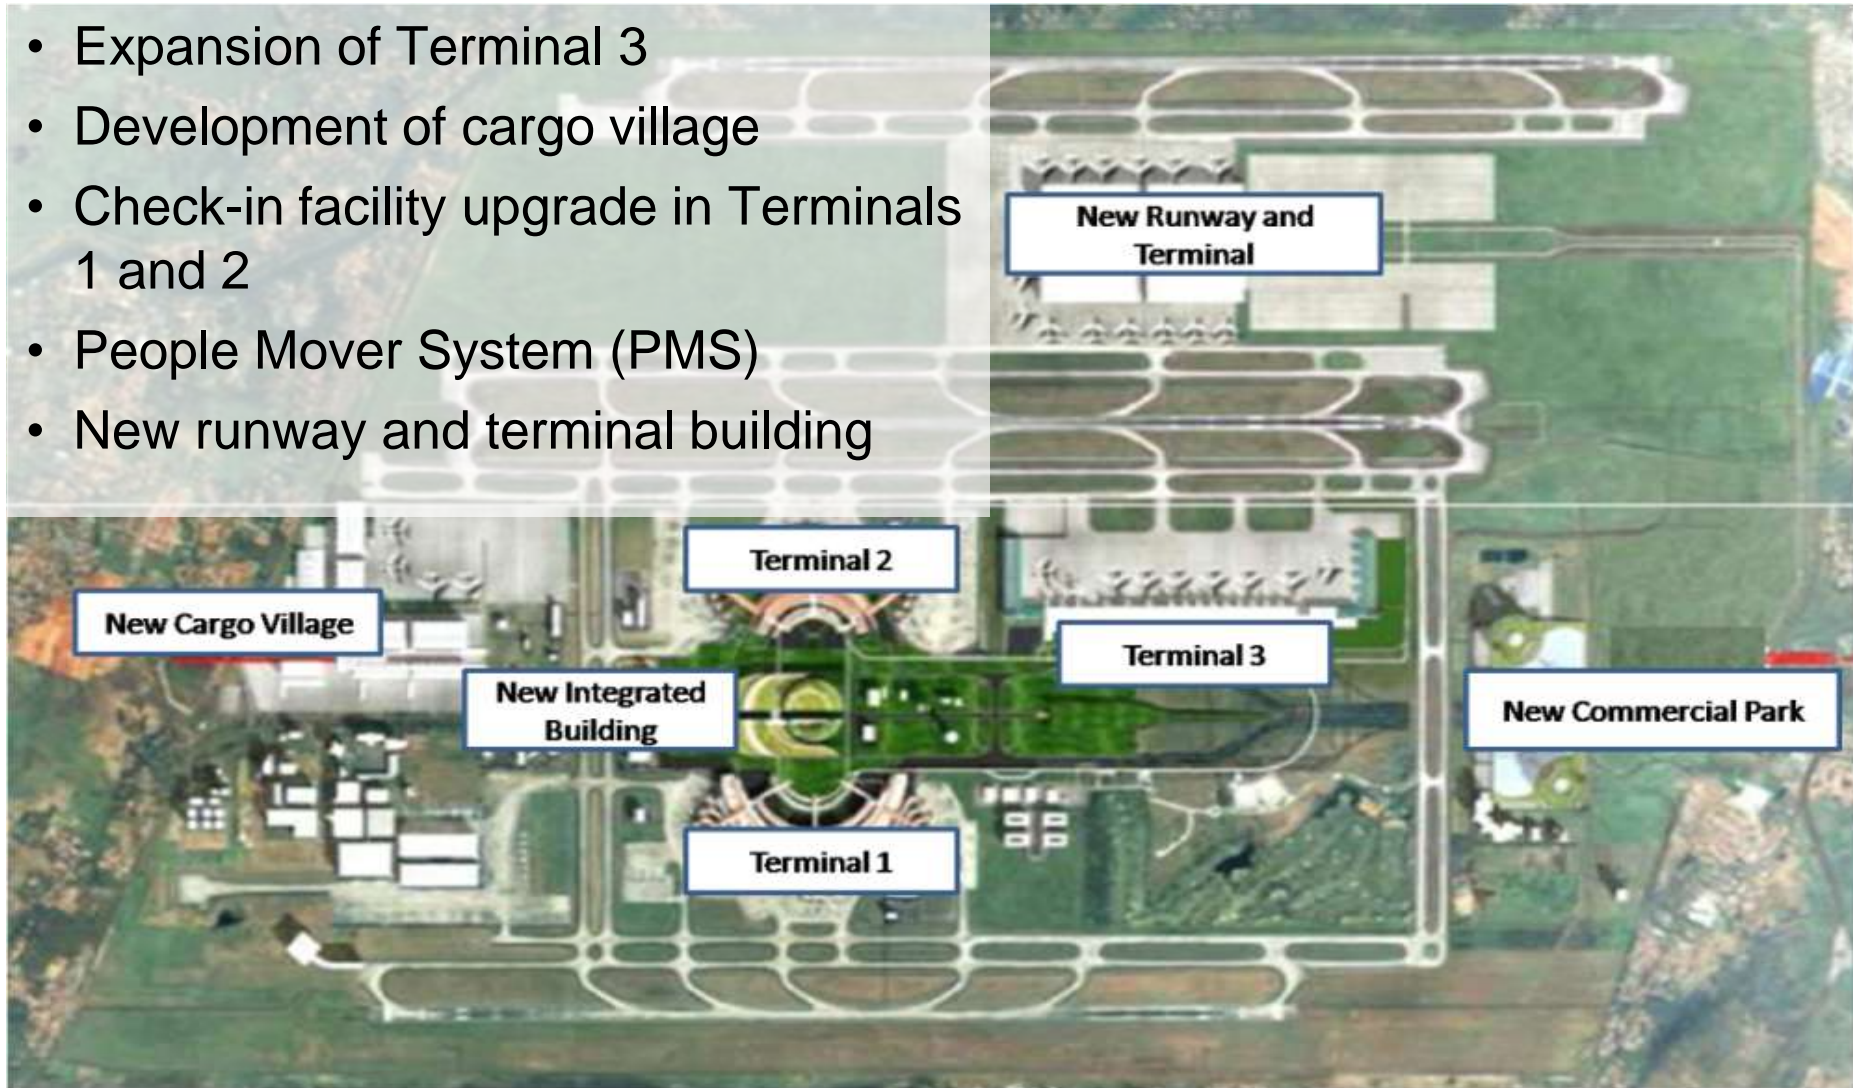 • Expansion of Terminal 3
• Development of cargo village
• Check-in facility upgrade in Terminals
1 and 2
• People Mover System (PMS)
• New runway and terminal building
New Runway and
Terminal
Terminal 2
New Cargo Village
Terminal 3
New Integrated
Building
New Commercial Park
Terminal 1